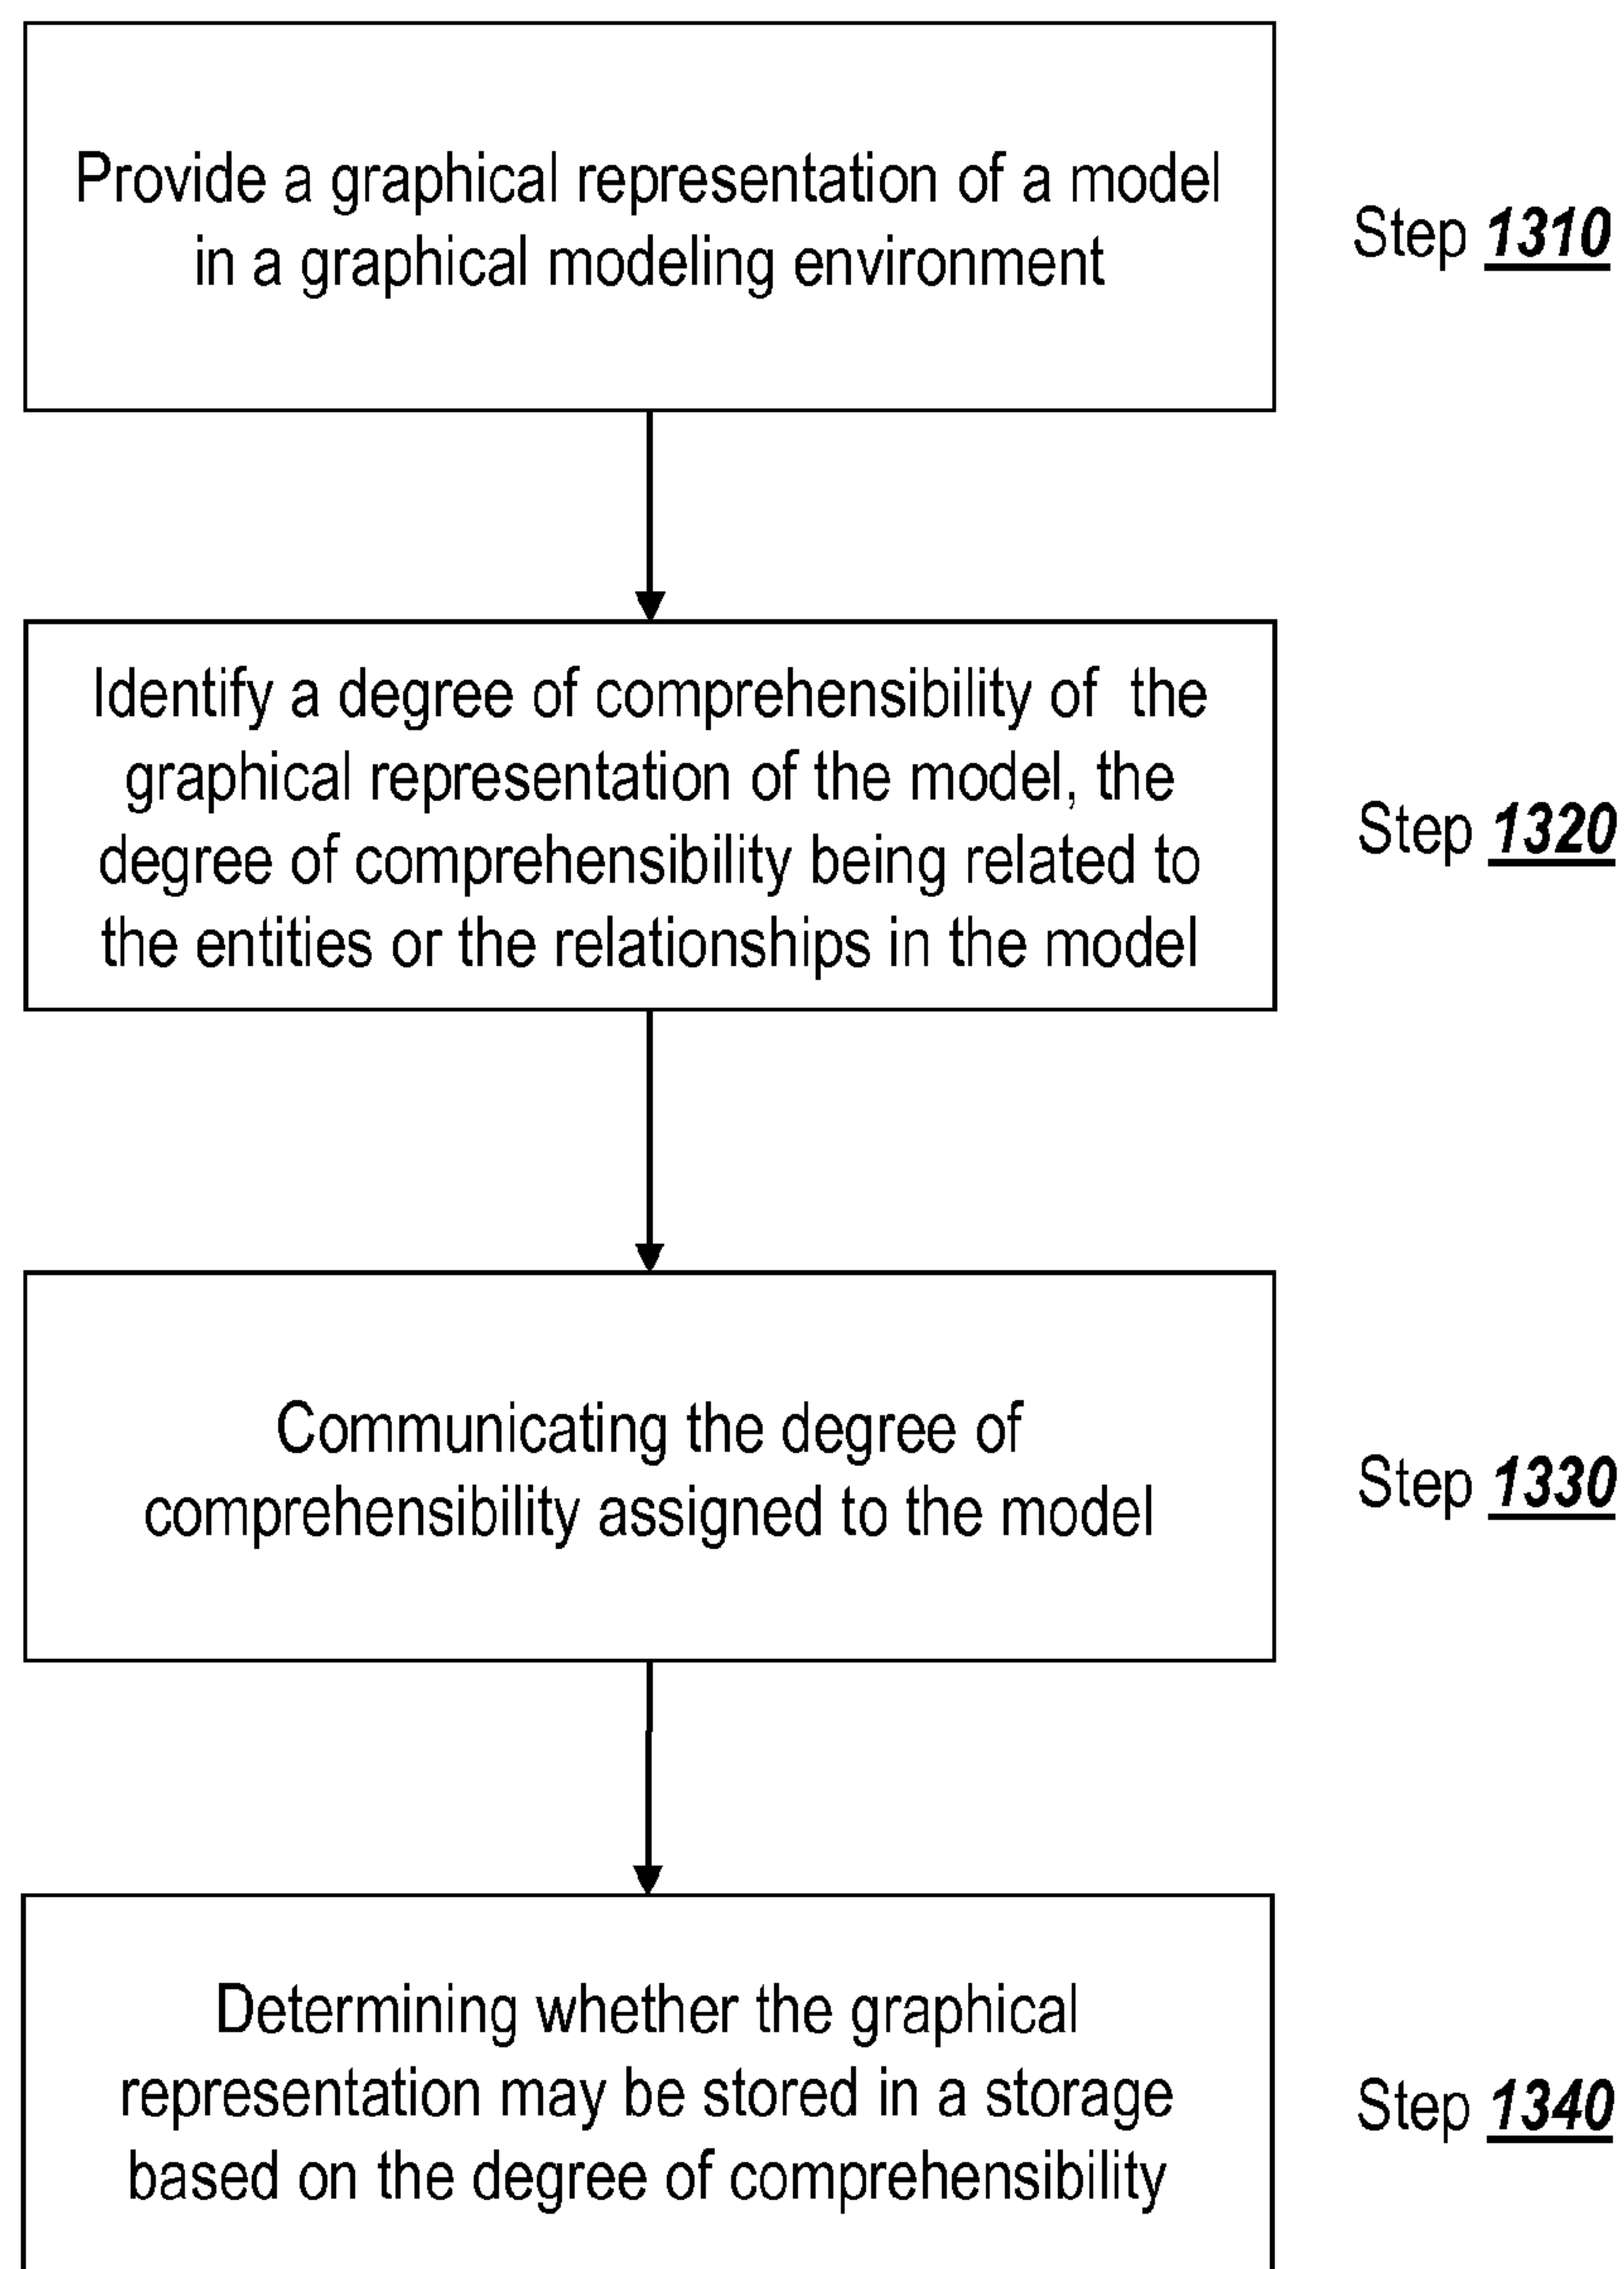 Provide a graphical representation of a model
in a graphical modeling environment
Step 1310
Identify a degree of comprehensibility of the
graphical representation of the model, the
degree of comprehensibility being related to
the entities or the relationships in the model
Step 1320
Communicating the degree of
comprehensibility assigned to the model
Step 1330
Determining whether the graphical
representation may be stored in a storage
based on the degree of comprehensibility
Step 1340